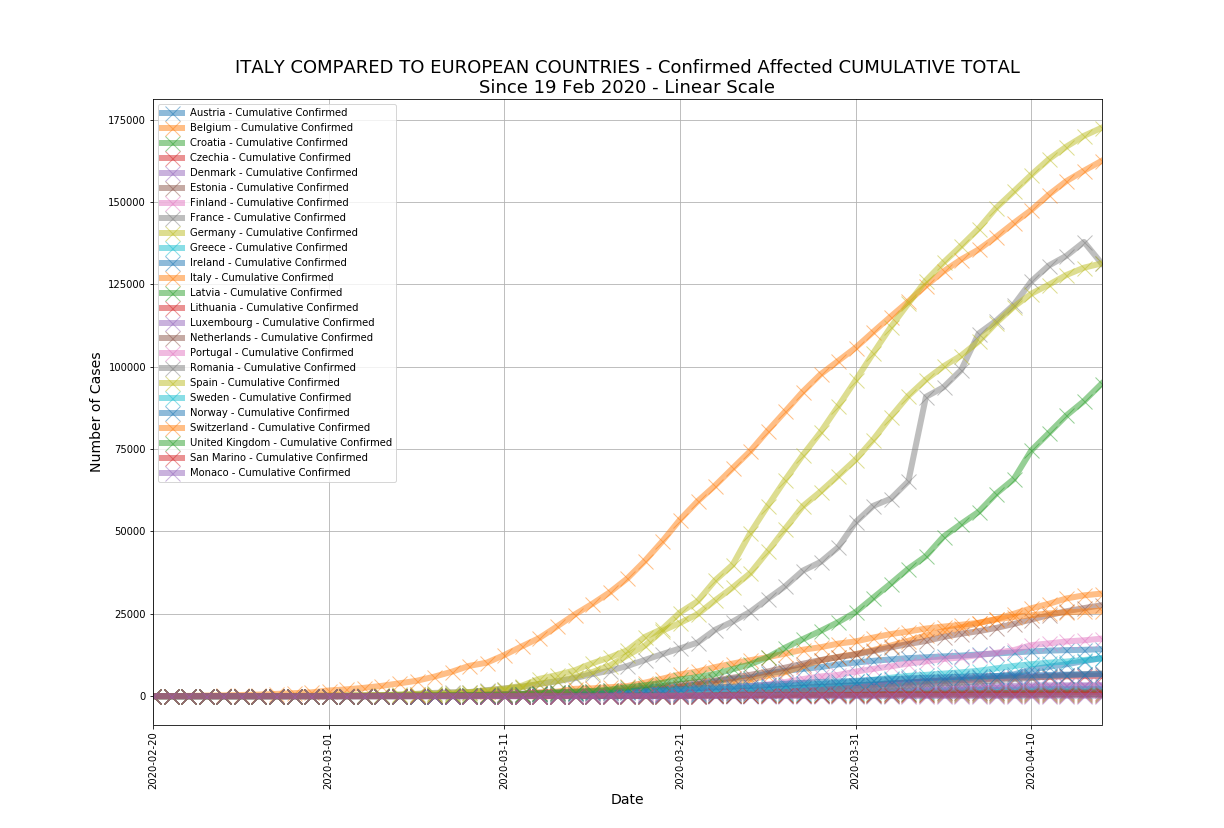 ITALY COMPARED TO EUROPEAN COUNTRIES - Confirmed Affected CUMULATIVE TOTAL
Since 19 Feb 2020 - Linear Scale
Austria - Cumulative Confirmed
Belgium - Cumulative Confirmed
Croatia - Cumulative Confirmed
Czechia - Cumulative Confirmed
Denmark - Cumulative Confirmed
Estonia - Cumulative Confirmed
Finland - Cumulative Confirmed
France - Cumulative Confirmed
Germany - Cumulative Confirmed
Greece - Cumulative Confirmed
Ireland - Cumulative Confirmed
Italy - Cumulative Confirmed
Latvia - Cumulative Confirmed
Lithuania - Cumulative Confirmed
Luxembourg - Cumulative Confirmed
Netherlands - Cumulative Confirmed
Portugal - Cumulative Confirmed
Romania - Cumulative Confirmed
Spain - Cumulative Confirmed
Sweden - Cumulative Confirmed
Norway - Cumulative Confirmed
Switzerland - Cumulative Confirmed
United Kingdom - Cumulative Confirmed
San Marino - Cumulative Confirmed
Monaco - Cumulative Confirmed
Number of Cases
175000
150000
125000
100000
75000
50000
25000
0
2020-02-20
2020-03-01
2020-03-11
2020-03-21
2020-03-31
2020-04-10
Date